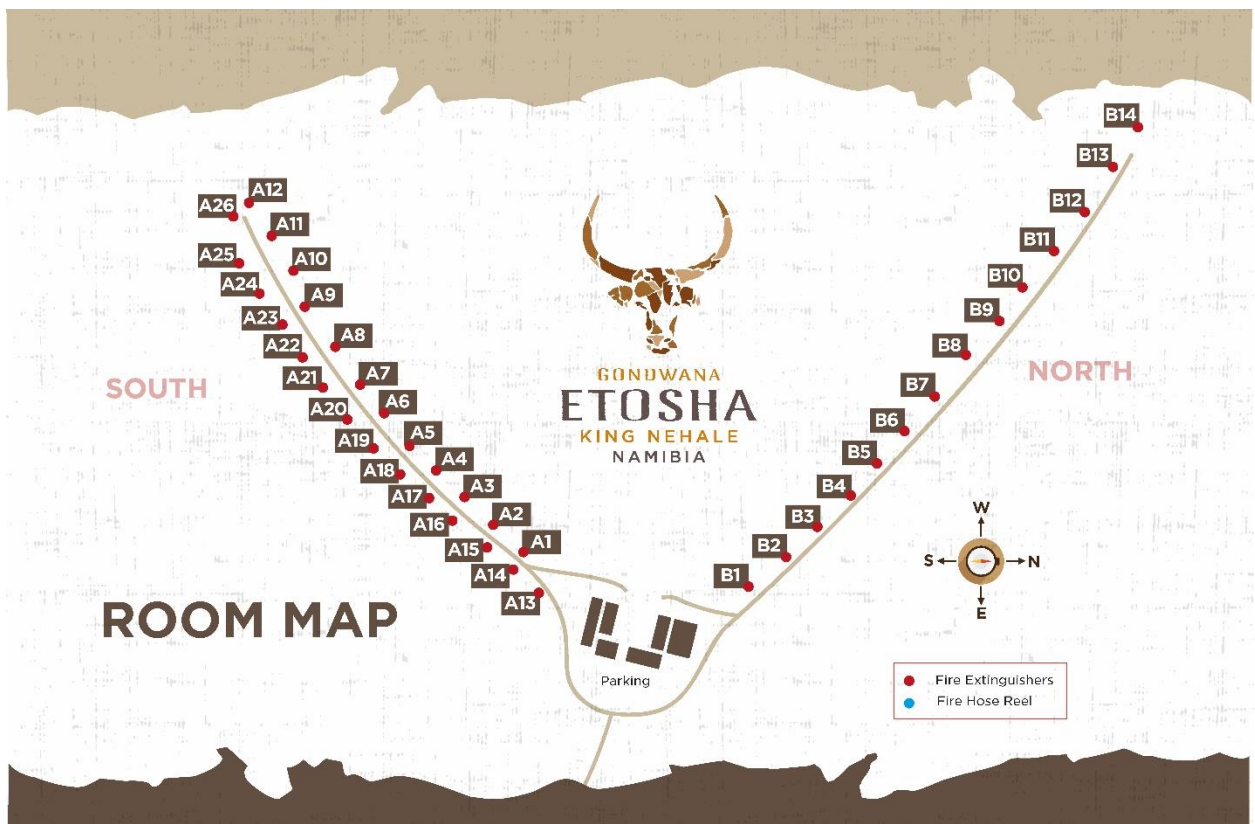 B14
B13
A12
A26
B12
A11
B11
A25
A10
B10
A24
A9
B9
A23
A8
B8
A22
GONDWANA
NORTH
SOUTH
A21
A7
ETOSHA
B7
A20
A6
KING NEHALE
B6
A19
A5
NAMIBIA
B5
A18
A4
B4
A17
A3
W
A16
A2
B3
A15
A1
B2
S N
A14
B1
A13
E
ROOM MAP
Parking
Fire Extinguishers
Fire Hose Reel